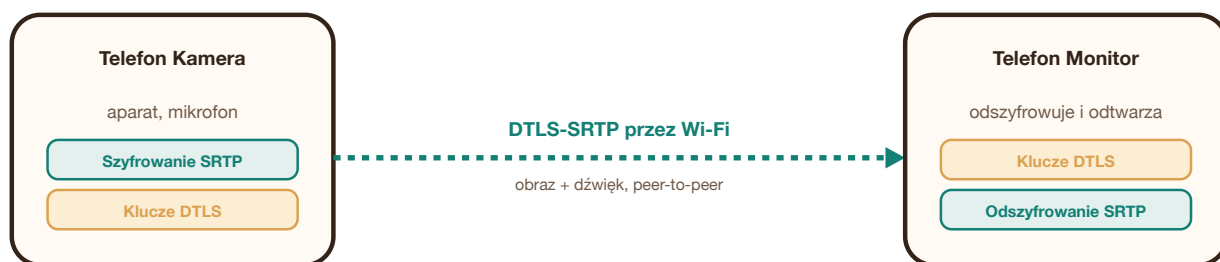 Telefon Kamera
aparat, mikrofon
Szyfrowanie SRTP
Klucze DTLS
DTLS-SRTP przez Wi-Fi
obraz + dźwięk, peer-to-peer
Telefon Monitor
odszyfrowuje i odtwarza
Klucze DTLS
Odszyfrowanie SRTP